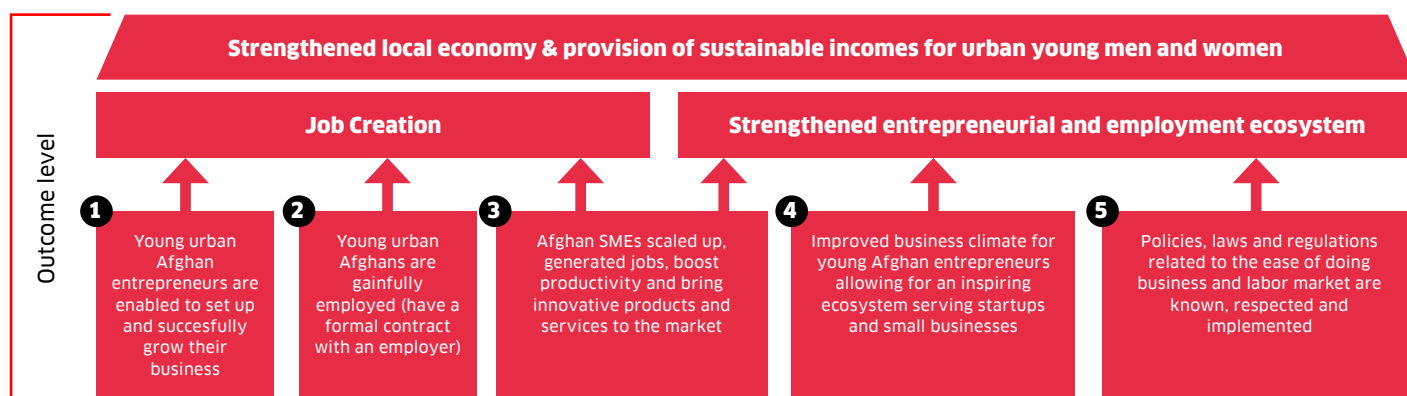 Strengthened local economy & provision of sustainable incomes for urban young men and women
Job Creation
Strengthened entrepreneurial and employment ecosystem
Outcome level
1
Young urban
Afghan
entrepreneurs are
enabled to set up
and succesfully
grow their
business
2
Young urban
Afghans are
gainfully
employed (have a
formal contract
with an employer)
3
Afghan SMEs scaled up,
generated jobs, boost
productivity and bring
innovative products and
services to the market
4
Improved business climate for
young Afghan entrepreneurs
allowing for an inspiring
ecosystem serving startups
and small businesses
5
Policies, laws and regulations
related to the ease of doing
business and labor market are
known, respected and
implemented